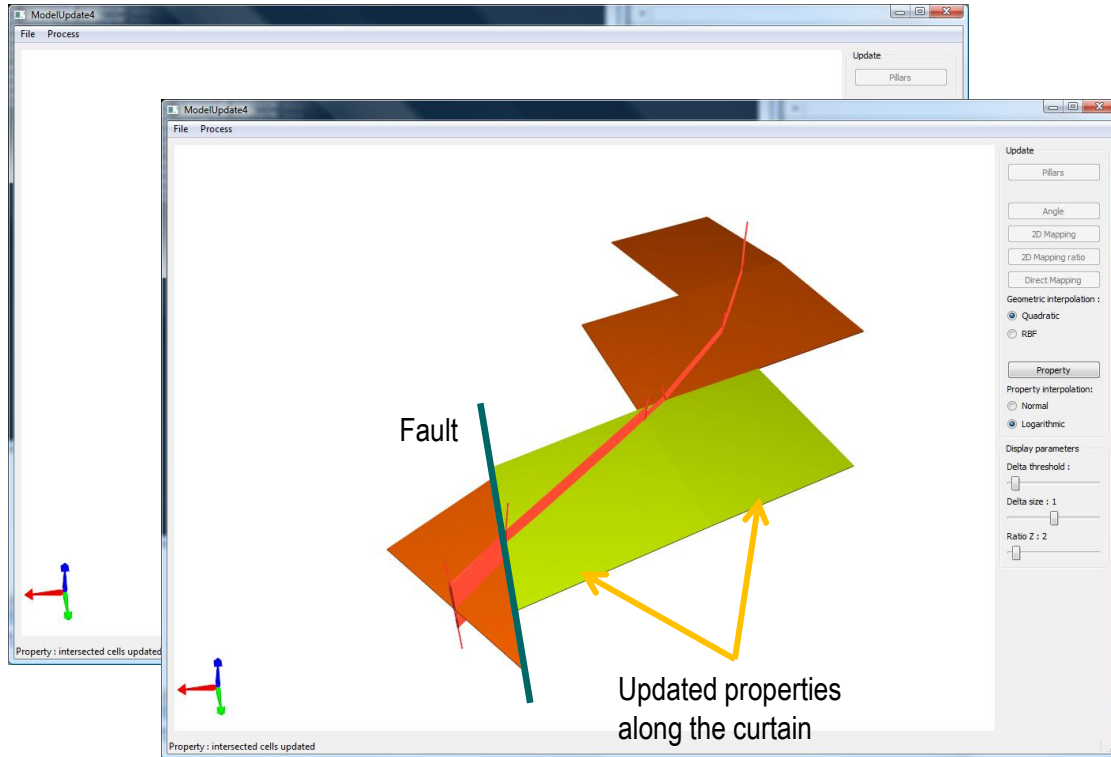 ModelUpdate4
File Process
Update
Pillars
Property : intersected cells updated
ModelUpdate4
File Process
Update
Pillars
Angle
2D Mapping
2D Mapping ratio
Direct Mapping
Geometric interpolation :
Quadratic
RBF
Property
Property interpolation:
Normal
Logarithmic
Display parameters
Delta threshold :
Delta size : 1
Ratio Z : 2
Fault
Updated properties
along the curtain
Property : intersected cells updated